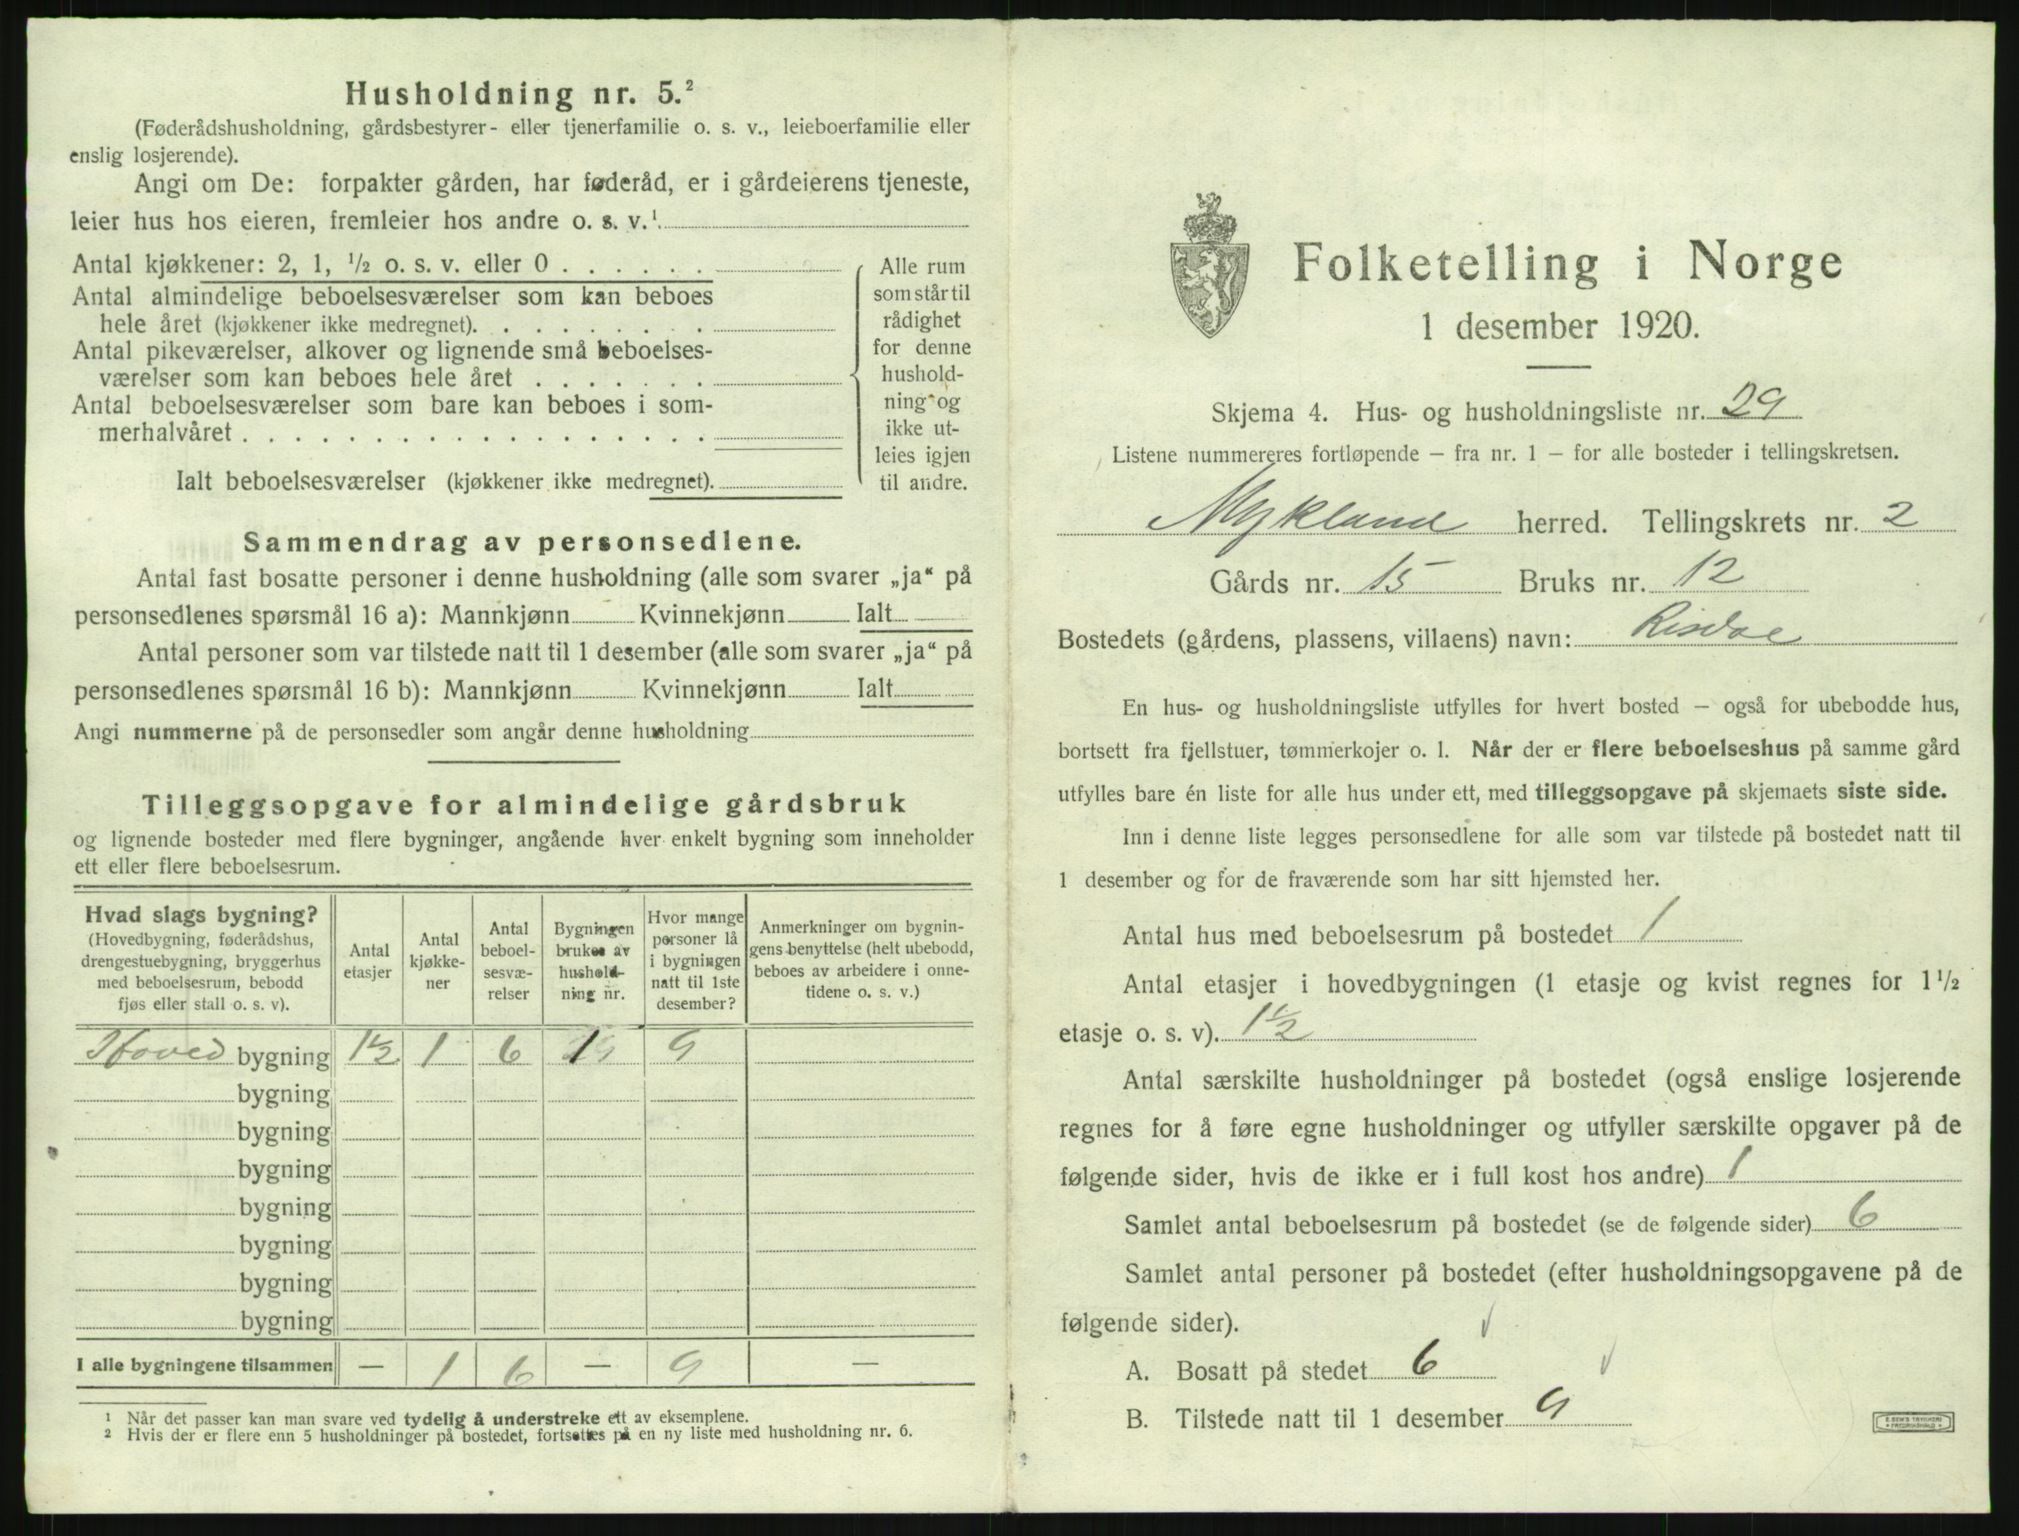 Husholdning nr. 5.²
(Føderådshusholdning, gårdsbestyrer- eller tjenerfamilie o. s. v., leieboerfamilie eller
enslig losjerende).
Angi om De: forpakter gården, har føderåd, er i gårdeierens tjeneste,
leier hus hos eieren, fremleier hos andre o. s. v.¹
Antal kjøkkener: 2, 1, ½ o. s. v. eller 0 . . . . . .
Antal almindelige beboelsesværelser som kan beboes
hele året (kjøkkener ikke medregnet). . . . . . . . .
Antal pikeværelser, alkover og lignende små beboelses-
værelser som kan beboes hele året . . . . . . .
Antal beboelsesværelser som bare kan beboes i som-
merhalvåret . . . . . . . . . . . . . . . . . .
Ialt beboelsesværelser (kjøkkener ikke medregnet).
Alle rum
som står til
rådighet
for denne
hushold-
ning og
ikke ut-
leies igjen
til andre.
Sammendrag av personsedlene.
Antal fast bosatte personer i denne husholdning (alle som svarer „ja“ på
personsedlenes spørsmål 16 a): Mannkjønn Kvinnekjønn Ialt
Antal personer som var tilstede natt til 1 desember (alle som svarer „ja“ på
personsedlenes spørsmål 16 b): Mannkjønn Kvinnekjønn Ialt
Angi nummerne på de personsedler som angår denne husholdning
Tilleggsopgave for almindelige gårdsbruk
og lignende bosteder med flere bygninger, angående hver enkelt bygning som inneholder
ett eller flere beboelsesrum.
Hvad slags bygning?
(Hovedbygning, føderådshus,
drengestuebygning, bryggerhus
med beboelsesrum, bebodd
fjøs eller stall o. s. v).
Antal
etasjer
Antal
kjøkke-
ner
Antal
beboel-
sesvæ-
relser
Bygningen
brukes av
hushold-
ning nr.
Hvor mange
personer lå
i bygningen
natt til 1ste
desember?
Anmerkninger om bygnin-
gens benyttelse (helt ubebodd,
beboes av arbeidere i onne-
tidene o. s. v.)
Hoved bygning 1½ 1 6 1 9
bygning
bygning
bygning
bygning
bygning
bygning
bygning
I alle bygningene tilsammen — 1 6 — 9 —
¹ Når det passer kan man svare ved tydelig å understreke ett av eksemplene.
² Hvis der er flere enn 5 husholdninger på bostedet, fortsettes på en ny liste med husholdning nr. 6.
Folketelling i Norge
1 desember 1920.
Skjema 4. Hus- og husholdningsliste nr. 29
Listene nummereres fortløpende – fra nr. 1 – for alle bosteder i tellingskretsen.
Mykland herred. Tellingskrets nr. 2
Gårds nr. 15 Bruks nr. 12
Bostedets (gårdens, plassens, villaens) navn: Risdal
En hus- og husholdningsliste utfylles for hvert bosted – også for ubebodde hus,
bortsett fra fjellstuer, tømmerkojer o. l. Når der er flere beboelseshus på samme gård
utfylles bare én liste for alle hus under ett, med tilleggsopgave på skjemaets siste side.
Inn i denne liste legges personsedlene for alle som var tilstede på bostedet natt til
1 desember og for de fraværende som har sitt hjemsted her.
Antal hus med beboelsesrum på bostedet 1
Antal etasjer i hovedbygningen (1 etasje og kvist regnes for 1½
etasje o. s. v). 1½
Antal særskilte husholdninger på bostedet (også enslige losjerende
regnes for å føre egne husholdninger og utfyller særskilte opgaver på de
følgende sider, hvis de ikke er i full kost hos andre) 1
Samlet antal beboelsesrum på bostedet (se de følgende sider) 6
Samlet antal personer på bostedet (efter husholdningsopgavene på de
følgende sider).
A. Bosatt på stedet 6
B. Tilstede natt til 1 desember 9